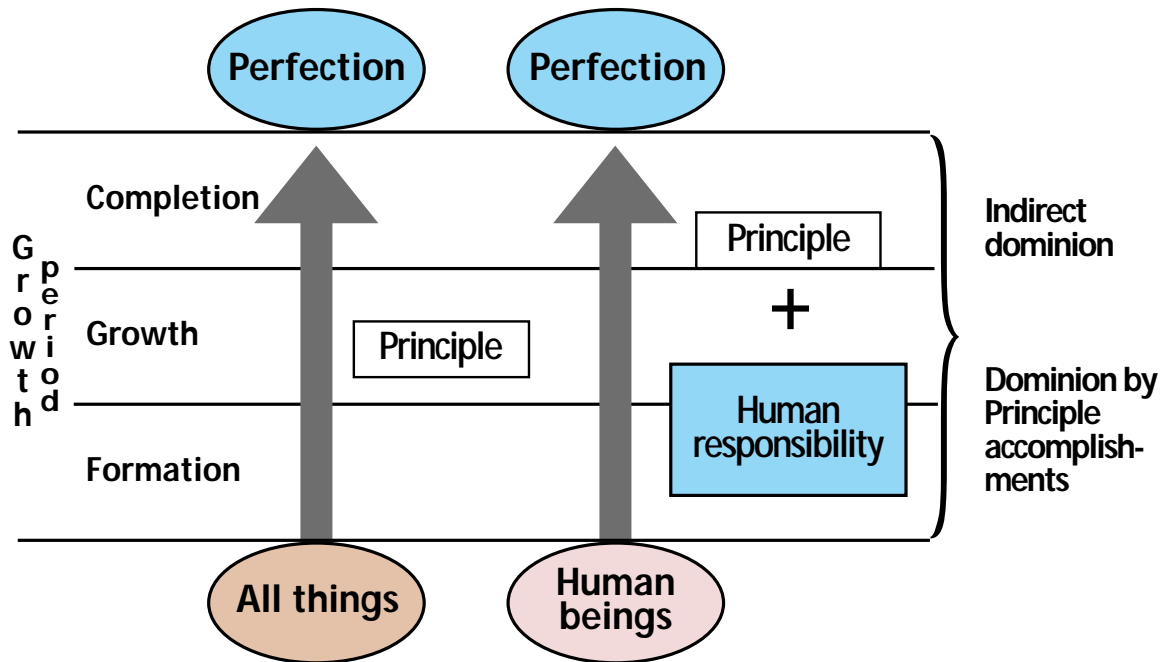 Perfection
Perfection
Completion
Principle
Indirect
dominion
Growth
period
Growth
Principle
+
Human
responsibility
Dominion by
Principle
accomplish-
ments
Formation
All things
Human
beings